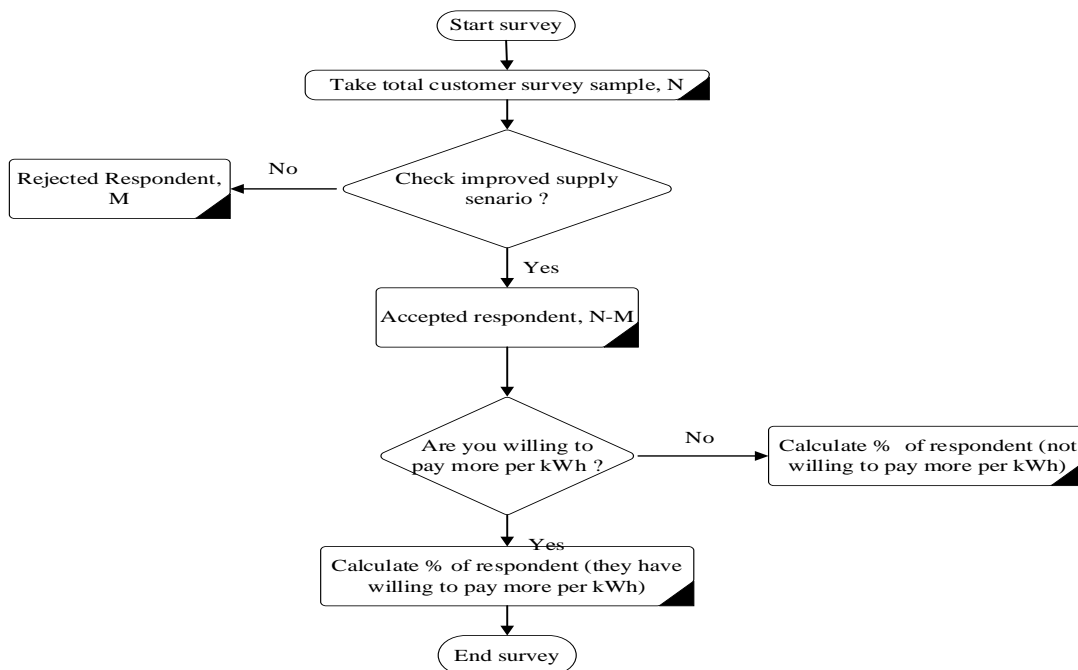 Start survey
Take total customer survey sample, N
No
Rejected Respondent,
M
Check improved supply
senario ?
Yes
Accepted respondent, N-M
Are you willing to
pay more per kWh ?
No
Calculate %  of respondent (not
willing to pay more per kWh)
Yes
Calculate % of respondent (they have
willing to pay more per kWh)
End survey